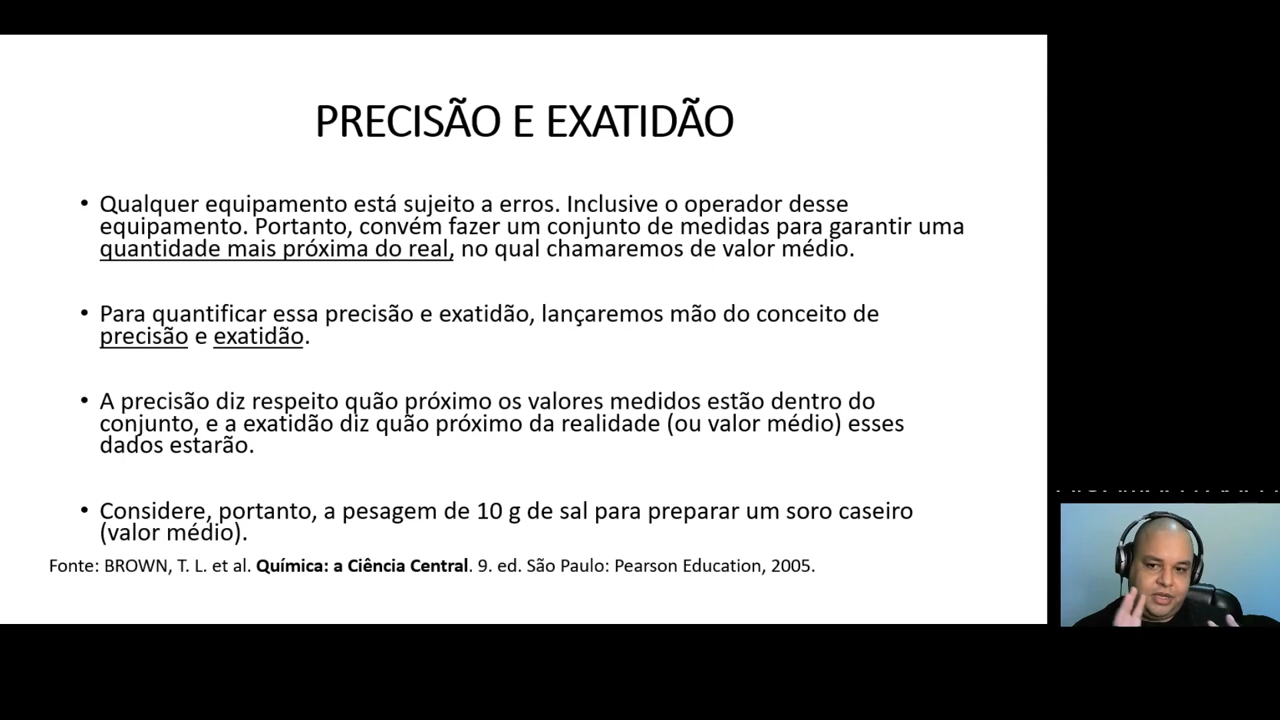 PRECISÃO E EXATIDÃO
• Qualquer equipamento está sujeito a erros. Inclusive o operador desse
equipamento. Portanto, convém fazer um conjunto de medidas para garantir uma
quantidade mais próxima do real, no qual chamaremos de valor médio.
• Para quantificar essa precisão e exatidão, lançaremos mão do conceito de
precisão e exatidão.
• A precisão diz respeito quão próximo os valores medidos estão dentro do
conjunto, e a exatidão diz quão próximo da realidade (ou valor médio) esses
dados estarão.
• Considere, portanto, a pesagem de 10 g de sal para preparar um soro caseiro
(valor médio).
Fonte: BROWN, T. L. et al. Química: a Ciência Central. 9. ed. São Paulo: Pearson Education, 2005.